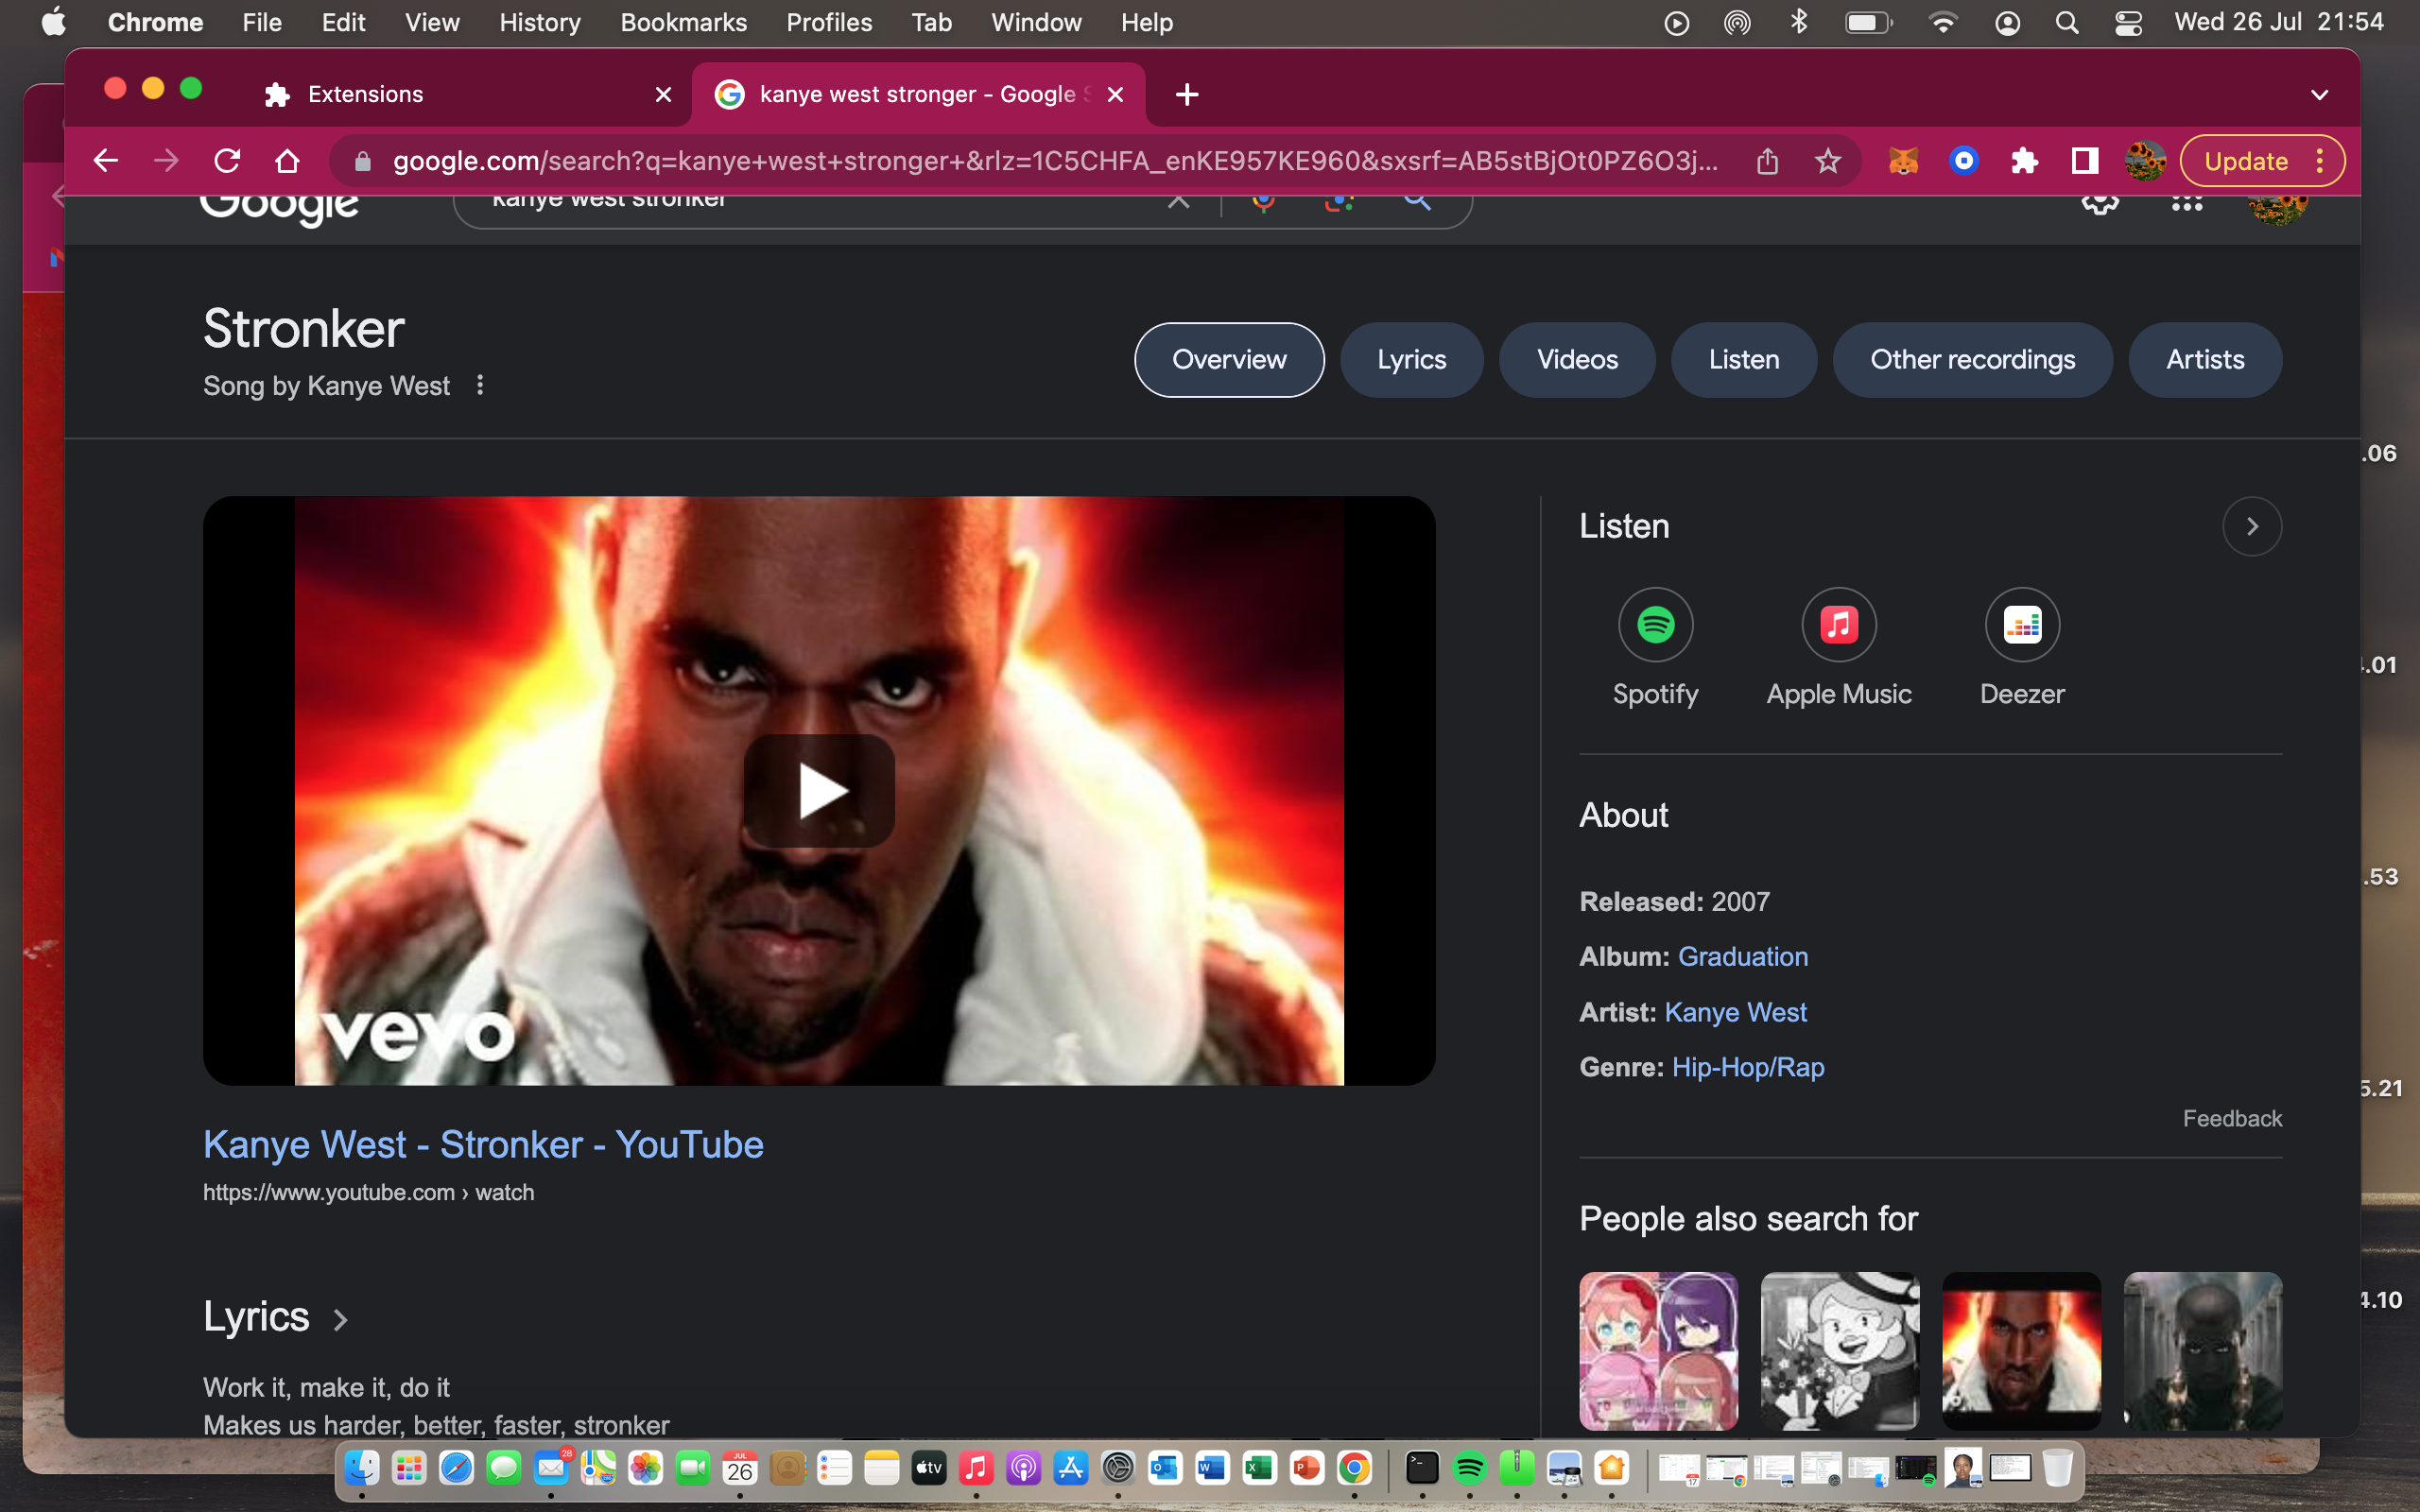 Chrome File Edit View History Bookmarks Profiles Tab Window Help Wed 26 Jul 21:54
Extensions
kanye west stronger - Google
google.com/search?q=kanye+west+stronger+&rlz=1C5CHFA_enKE957KE960&sxsrf=AB5stBjOt0PZ6O3j...
Update
Google
kanye west stronker
Stronker
Song by Kanye West
Overview Lyrics Videos Listen Other recordings Artists
.06
.01
.53
5.21
4.10
vevo
Kanye West - Stronker - YouTube
https://www.youtube.com › watch
Lyrics
Work it, make it, do it
Makes us harder, better, faster, stronker
Listen
Spotify Apple Music Deezer
About
Released: 2007
Album: Graduation
Artist: Kanye West
Genre: Hip-Hop/Rap
Feedback
People also search for
28
JUL
26
tv
17